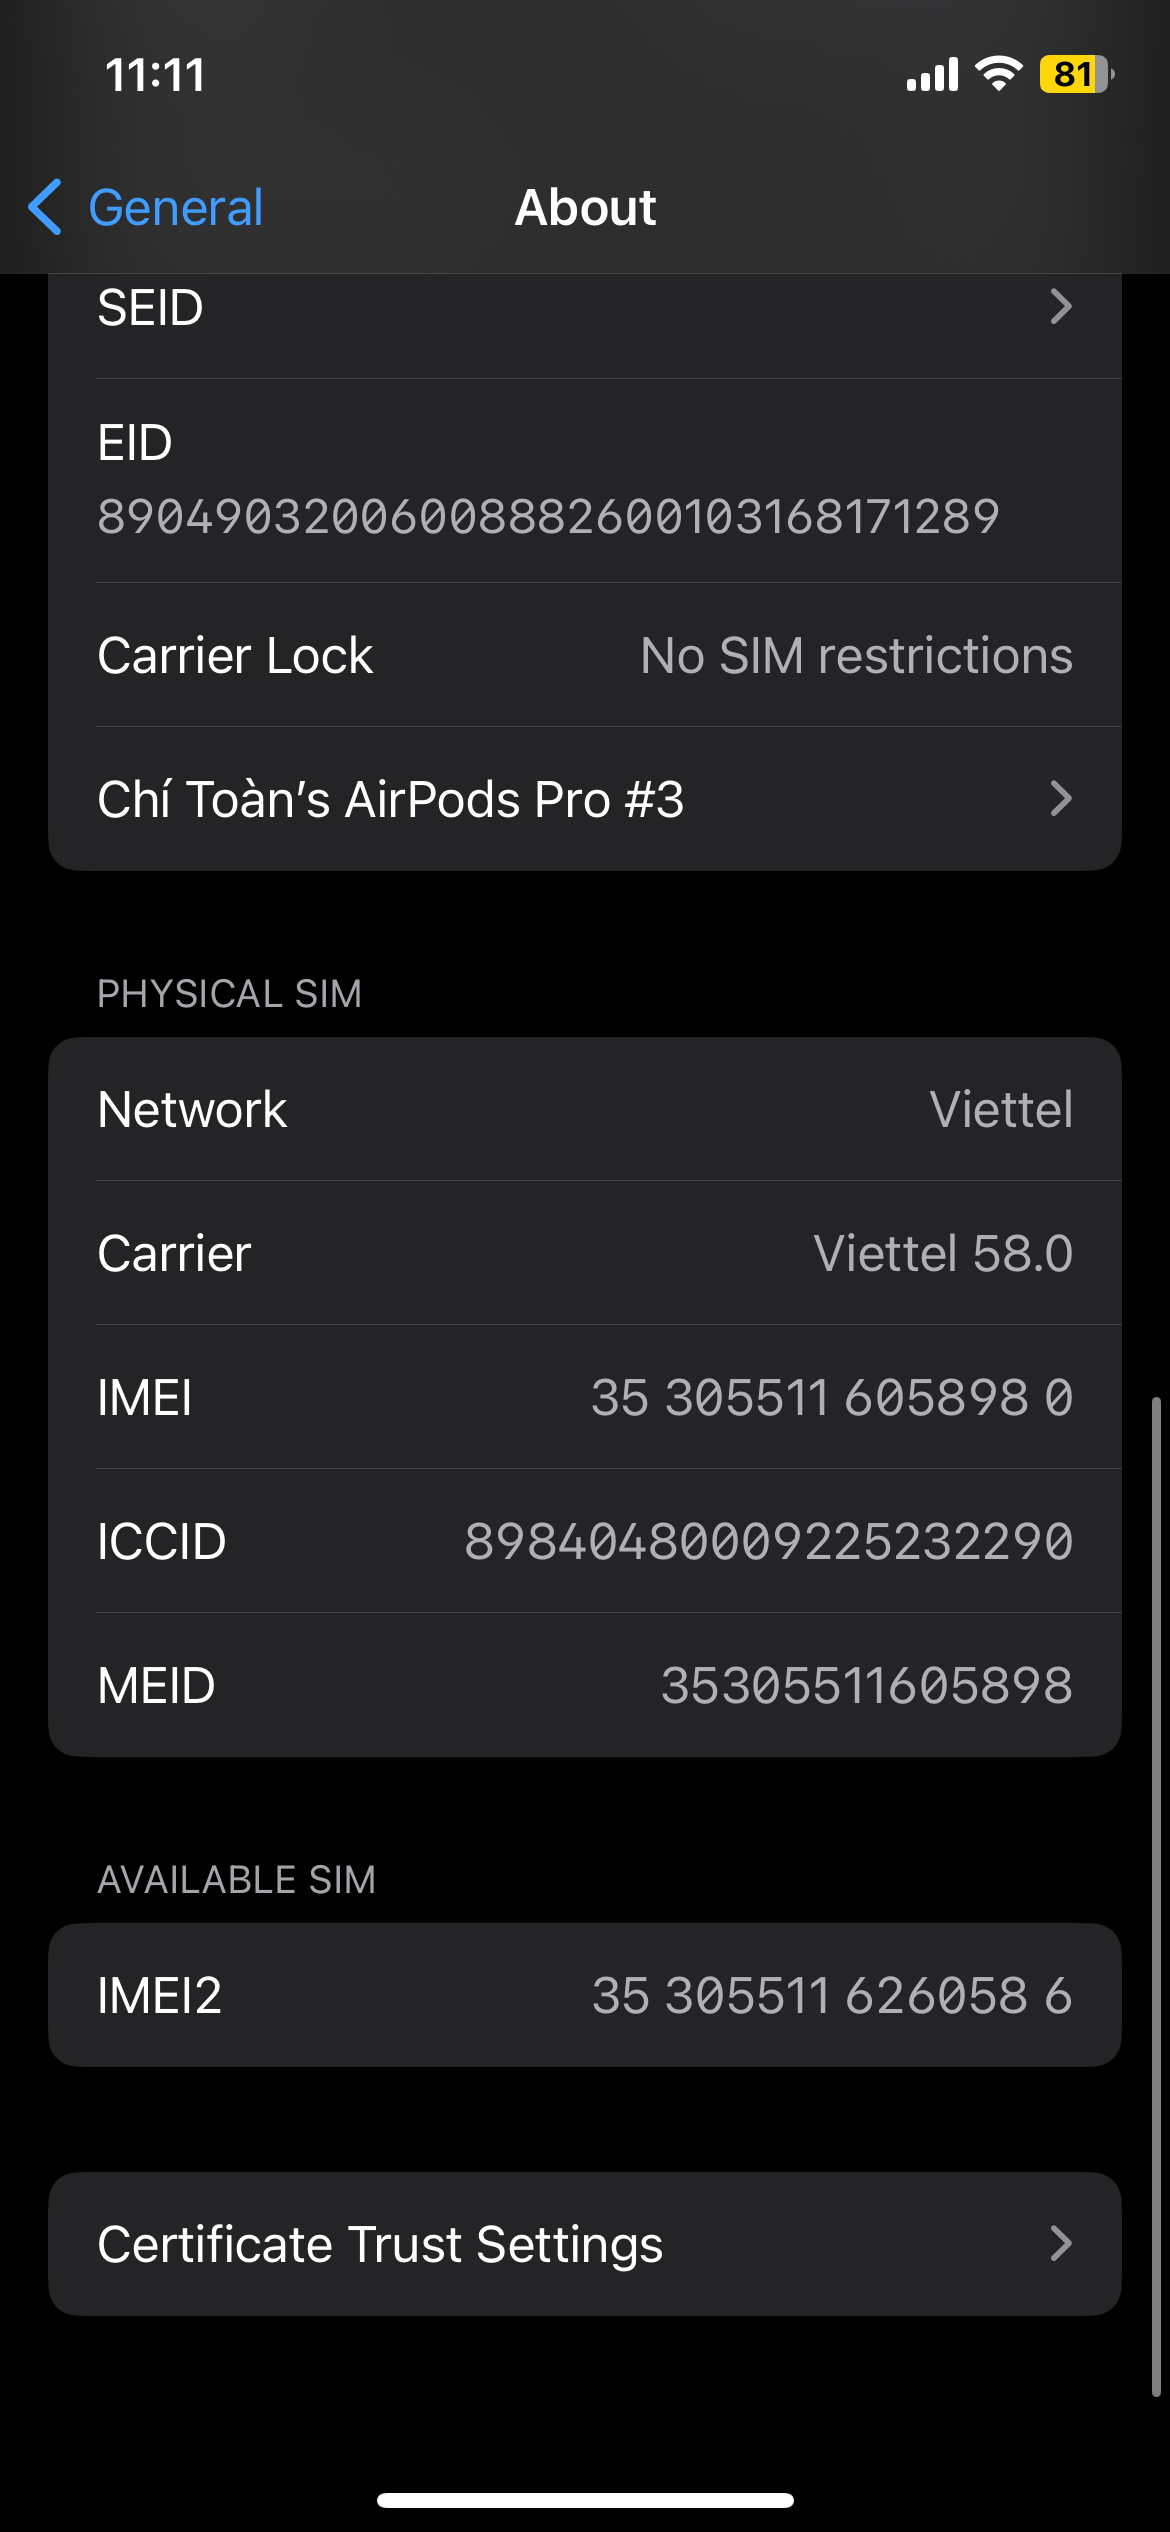 11:11
81
General
About
SEID
EID
89049032006008882600103168171289
Carrier Lock
No SIM restrictions
Chí Toàn's AirPods Pro #3
PHYSICAL SIM
Network
Viettel
Carrier
Viettel 58.0
IMEI
35 305511 605898 0
ICCID
89840480009225232290
MEID
35305511605898
AVAILABLE SIM
IMEI2
35 305511 626058 6
Certificate Trust Settings